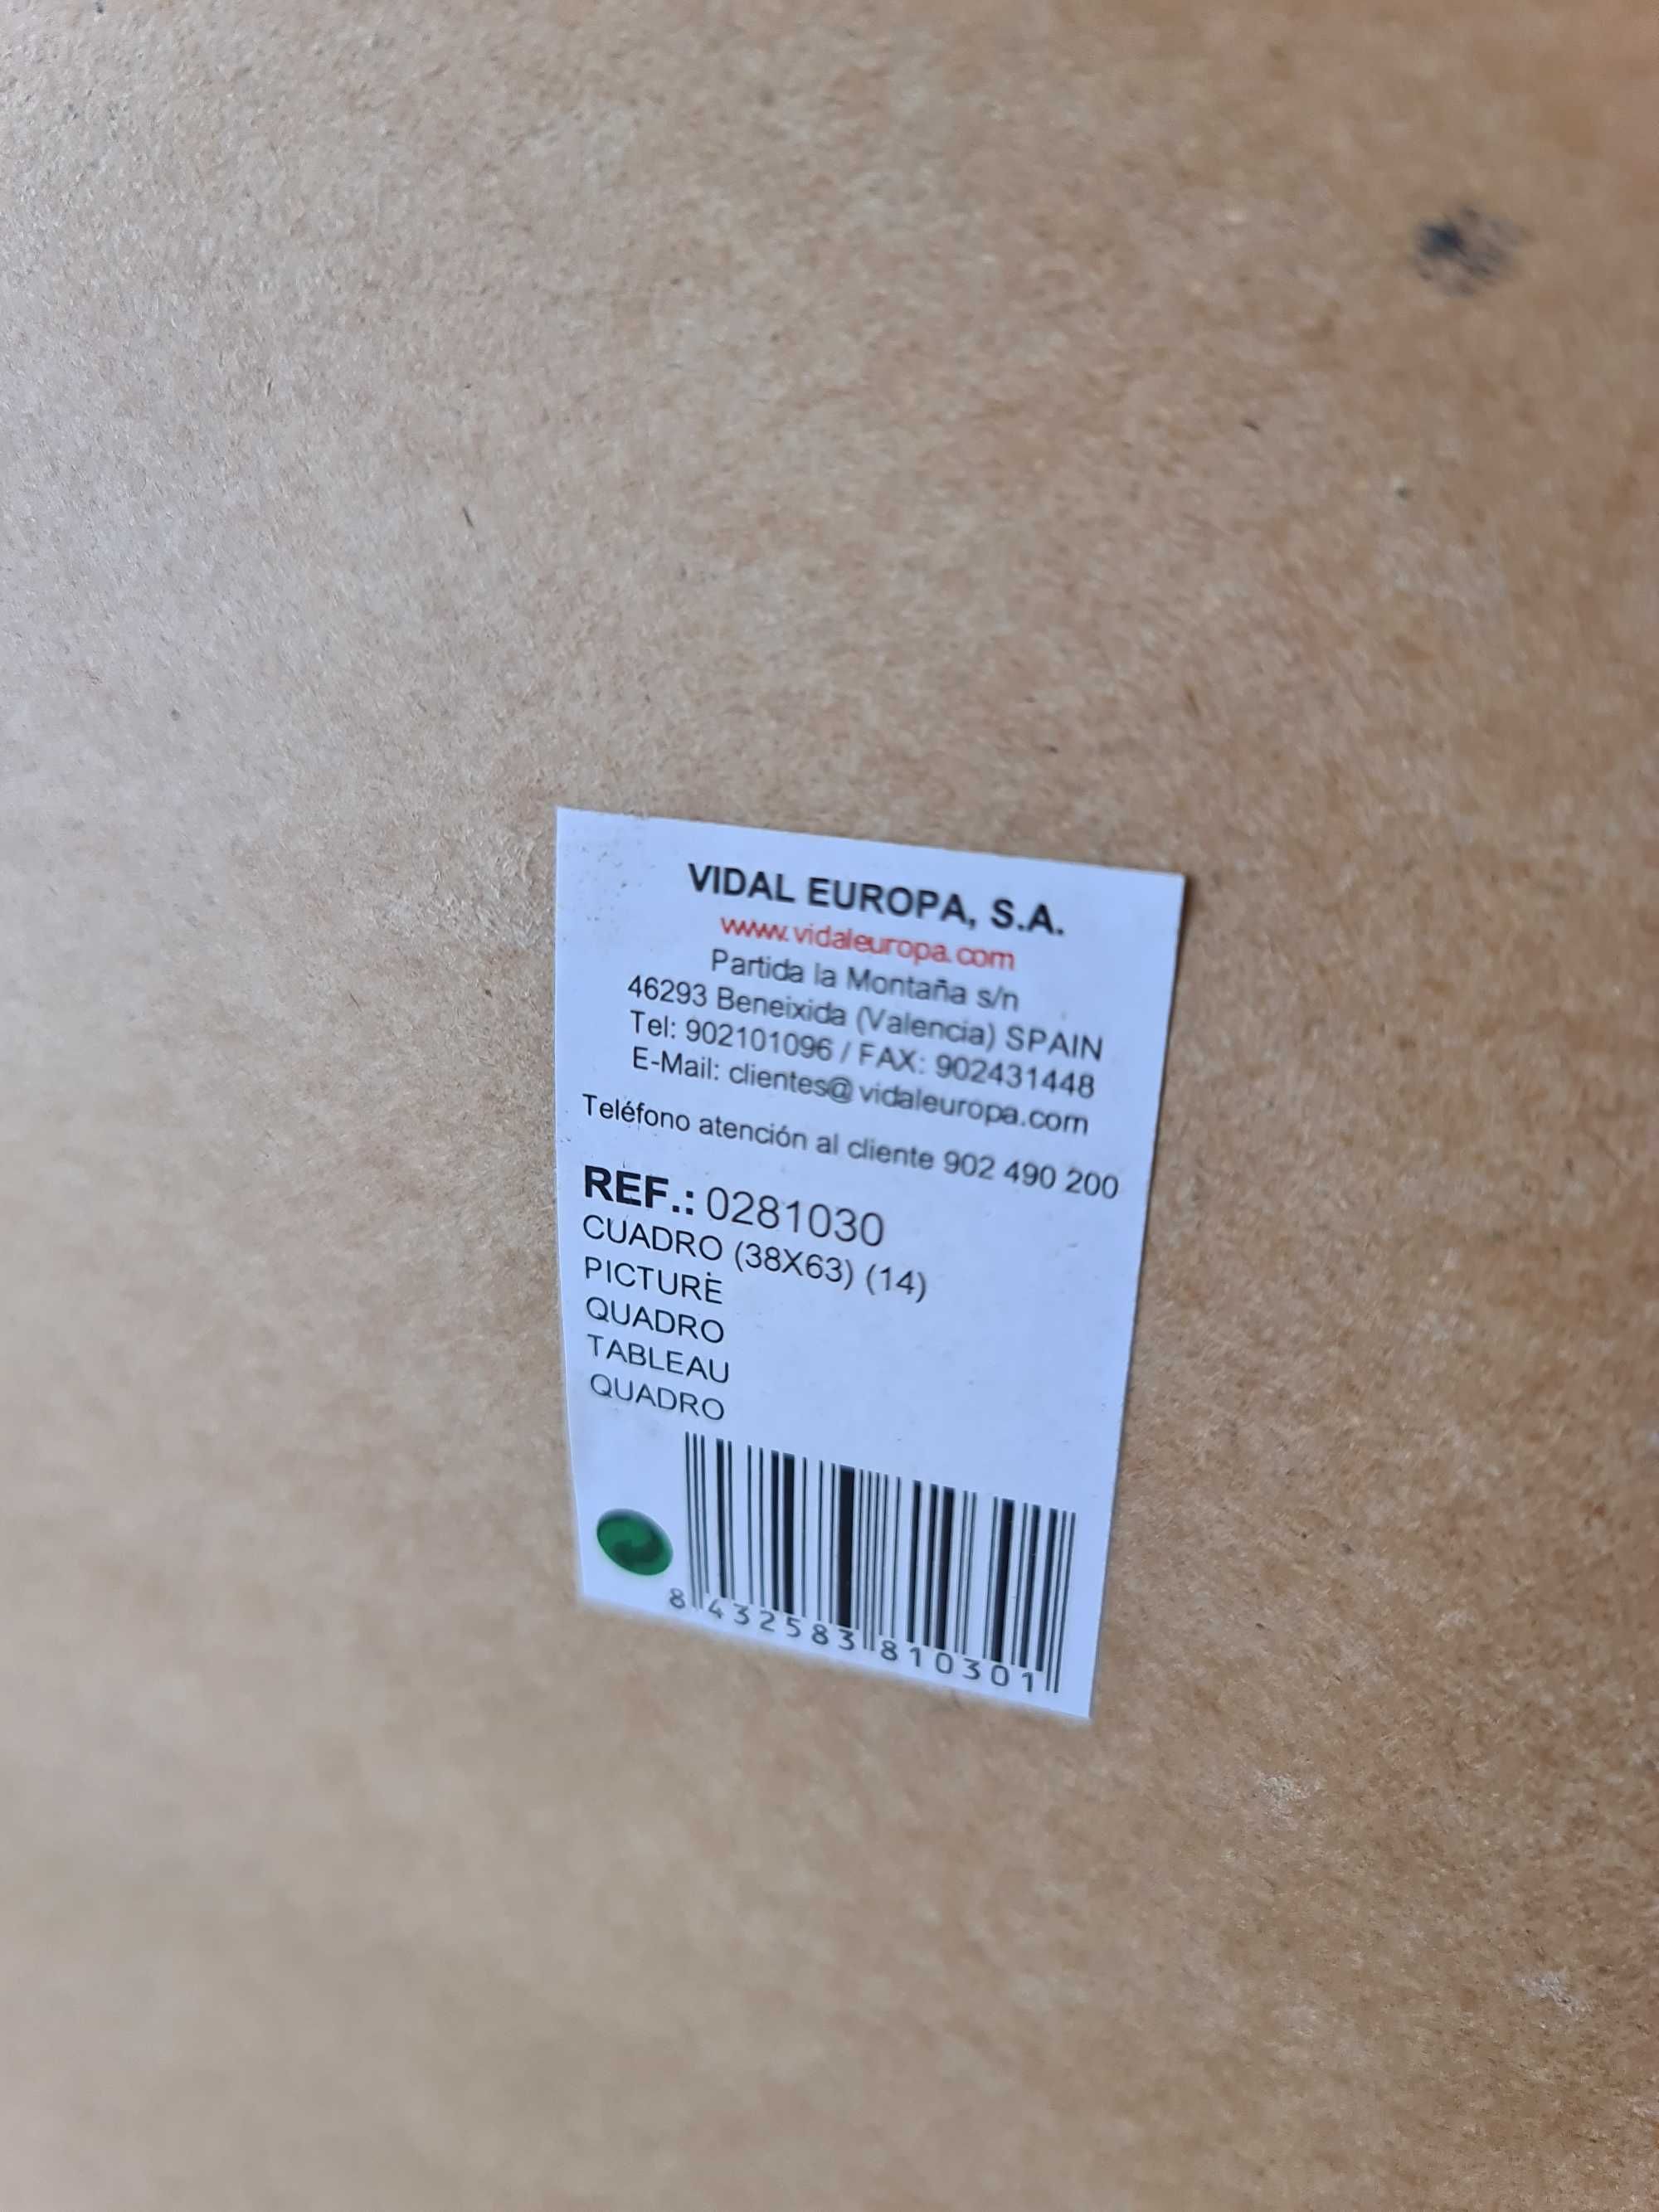 VIDAL EUROPA, S.A.
www.vidaleuropa.com
Partida la Montaña s/n
46293 Beneixida (Valencia) SPAIN
Tel: 902101096 / FAX: 902431448
E-Mail: clientes@vidaleuropa.com
Teléfono atención al cliente 902 490 200
REF.: 0281030
CUADRO (38X63) (14)
PICTURE
QUADRO
TABLEAU
QUADRO
8 432583 810301